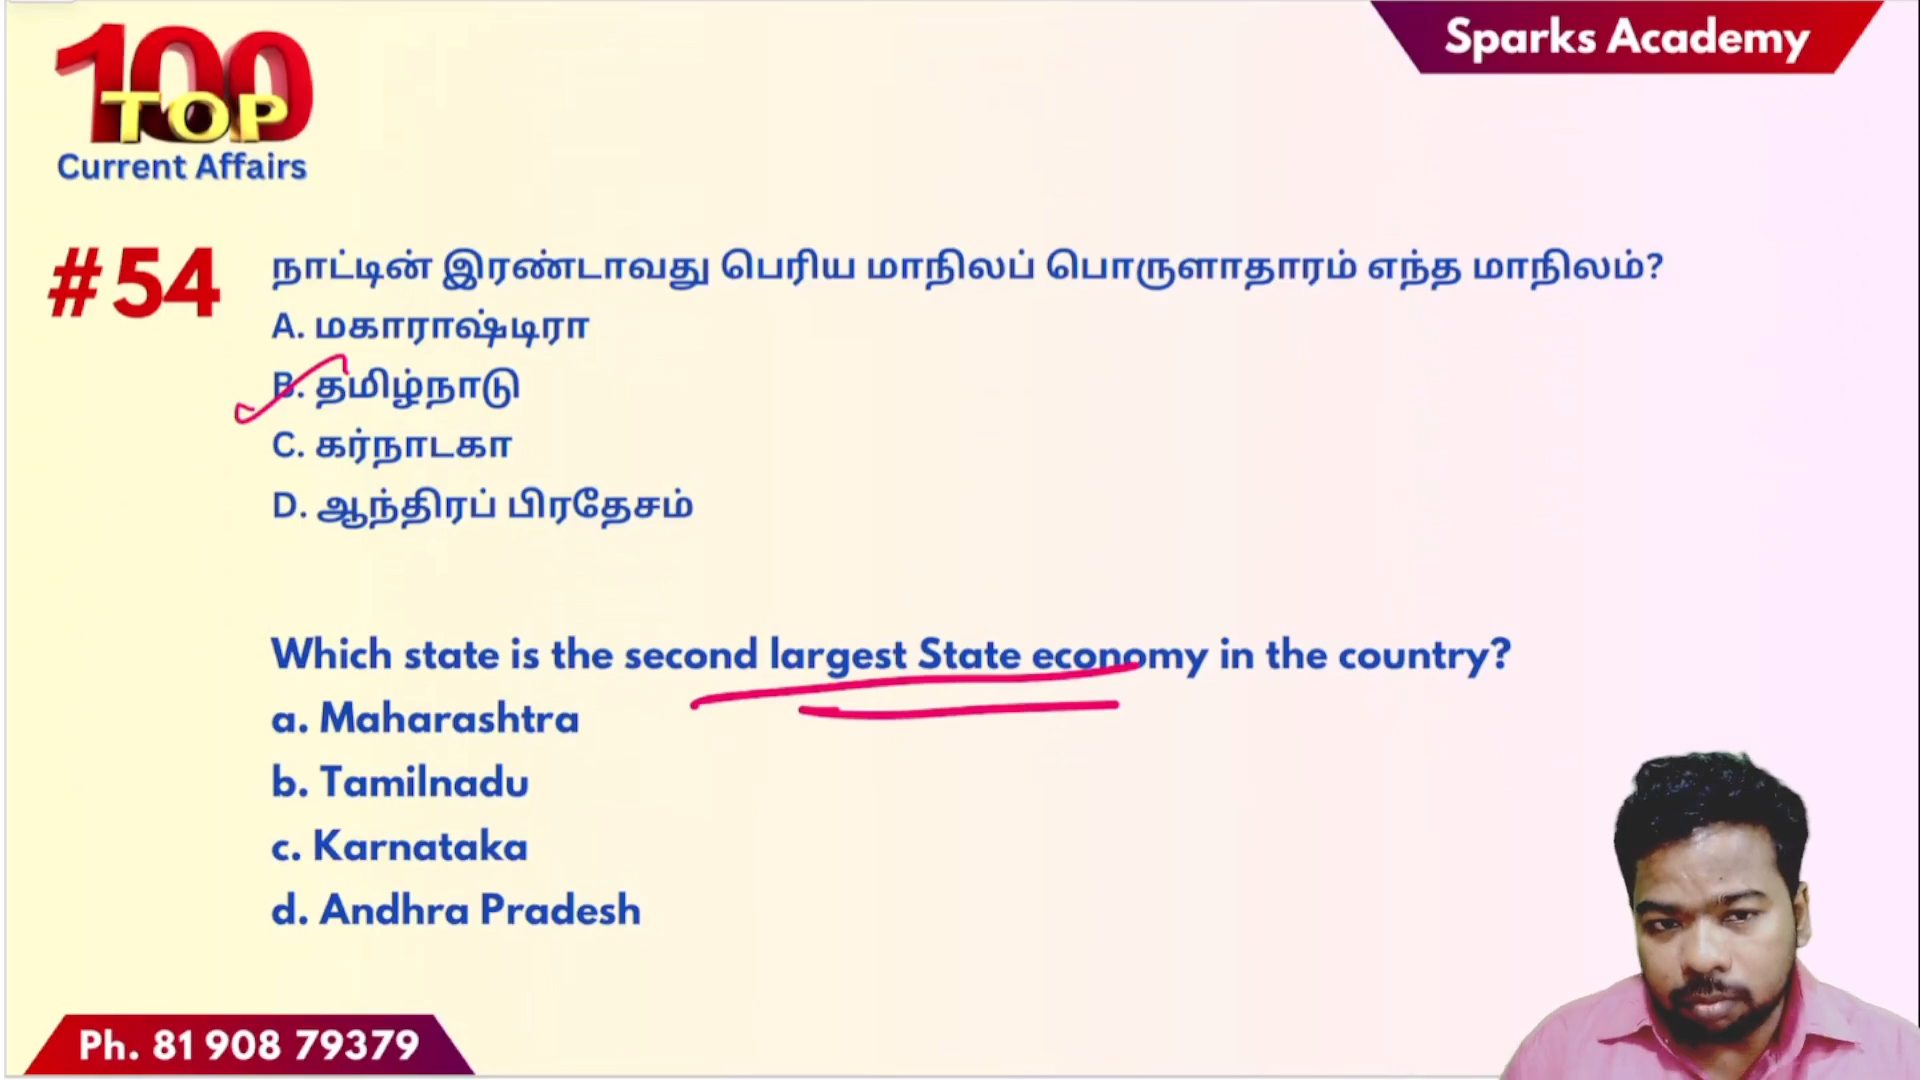 100
TOP
Current Affairs
Sparks Academy
#54
நாட்டின் இரண்டாவது பெரிய மாநிலப் பொருளாதாரம் எந்த மாநிலம்?
A. மகாராஷ்டிரா
B. தமிழ்நாடு
C. கர்நாடகா
D. ஆந்திரப் பிரதேசம்
Which state is the second largest State economy in the country?
a. Maharashtra
b. Tamilnadu
c. Karnataka
d. Andhra Pradesh
Ph. 81 908 79379